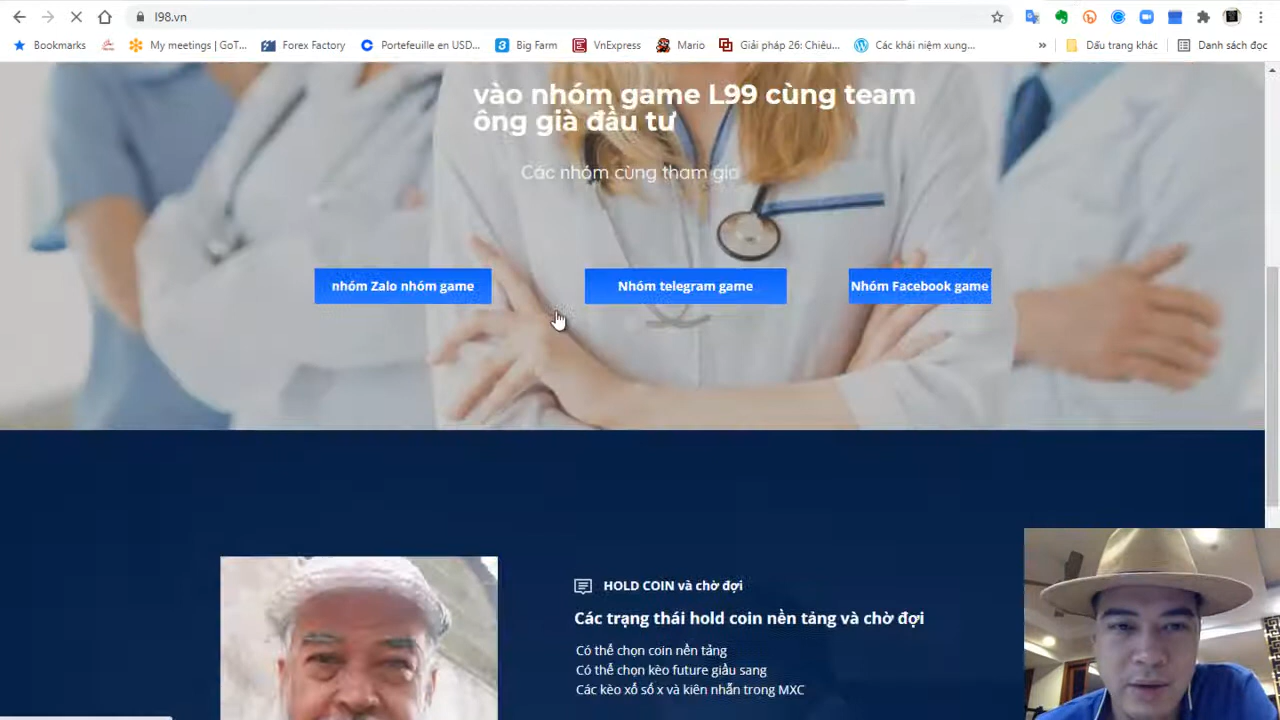 l98.vn
Bookmarks
My meetings | GoT...
Forex Factory
Portefeuille en USD...
Big Farm
VnExpress
Mario
Giải pháp 26: Chiêu...
Các khái niệm xung...
»
Dấu trang khác
Danh sách đọc
vào nhóm game L99 cùng team
ông già đầu tư
Các nhóm cùng tham gia
nhóm Zalo nhóm game
Nhóm telegram game
Nhóm Facebook game
HOLD COIN và chờ đợi
Các trạng thái hold coin nền tảng và chờ đợi
Có thể chọn coin nền tảng
Có thể chọn kèo future giầu sang
Các kèo xổ số x và kiên nhẫn trong MXC